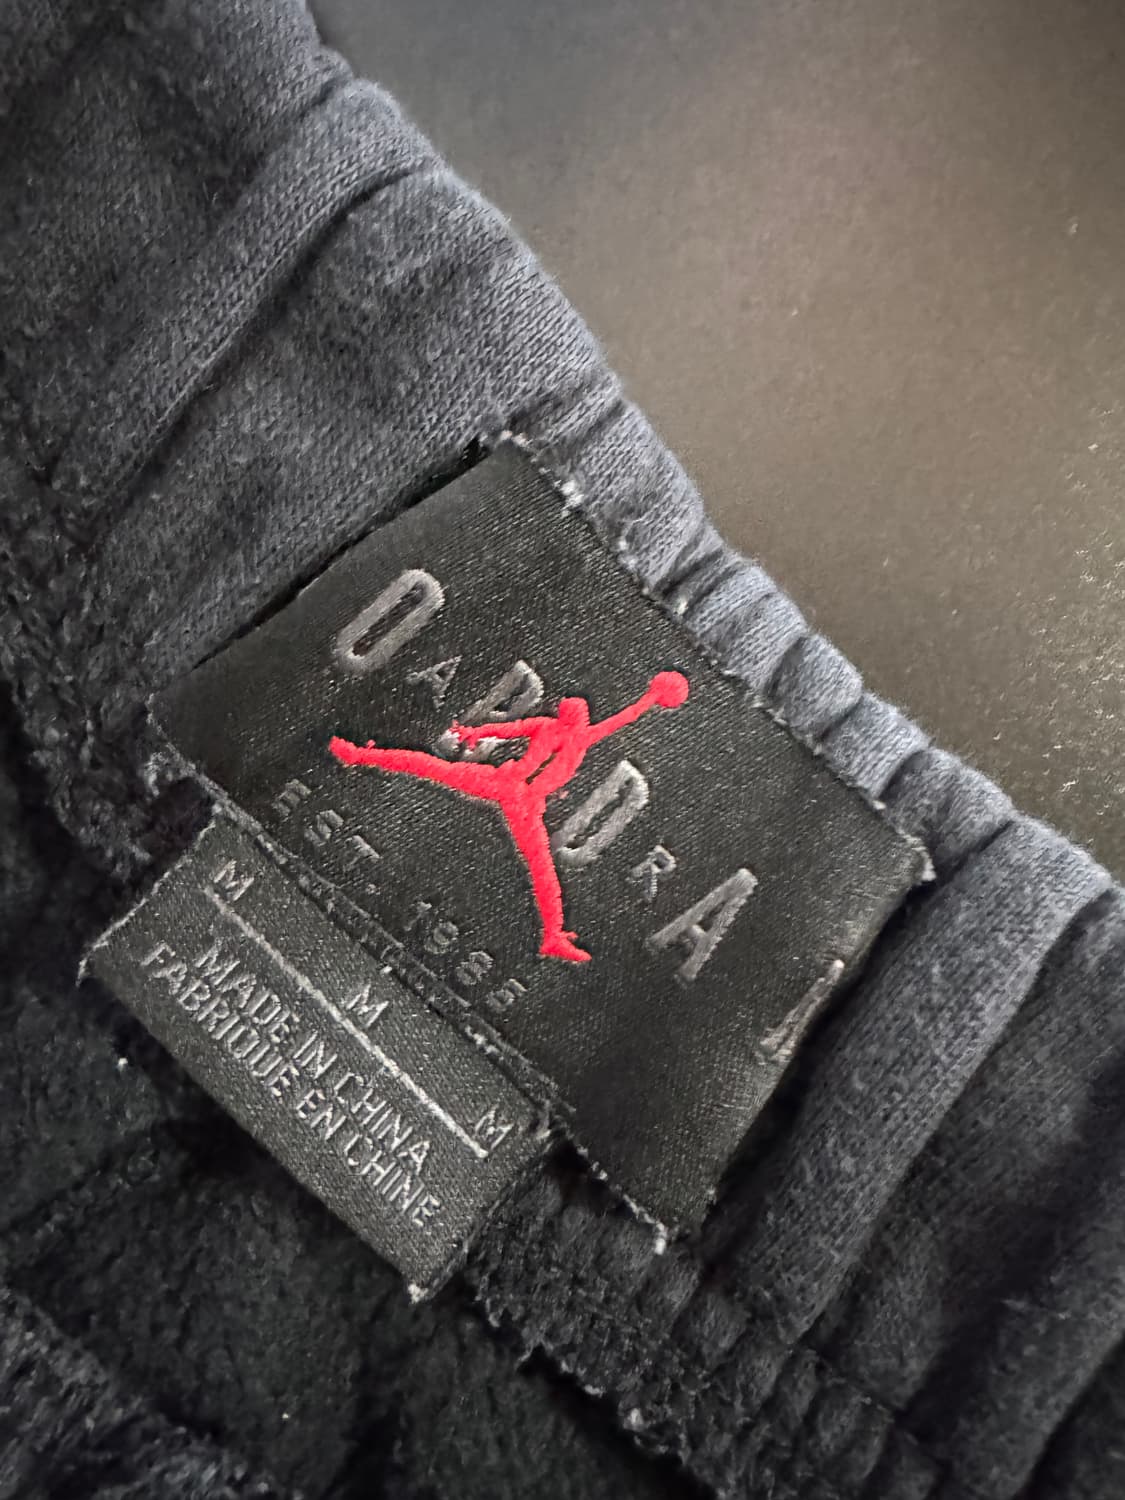 EST. 1985
M M M
MADE IN CHINA
FABRIQUE EN CHINE